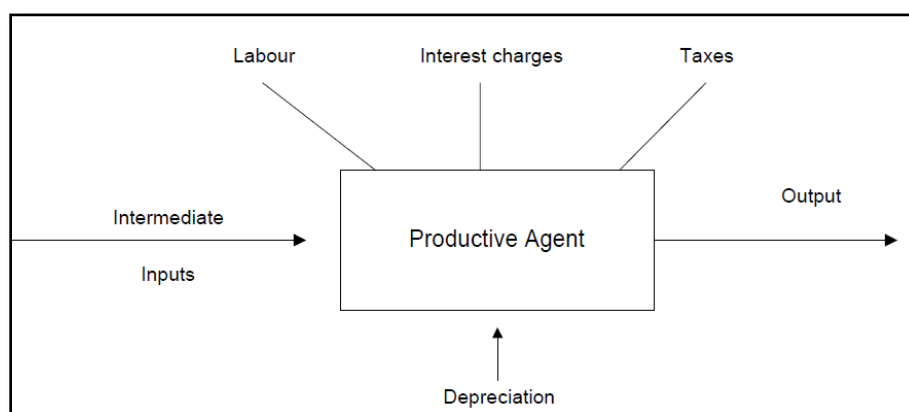 Labour
Interest charges
Taxes
Output
Intermediate
Productive Agent
Inputs
Depreciation